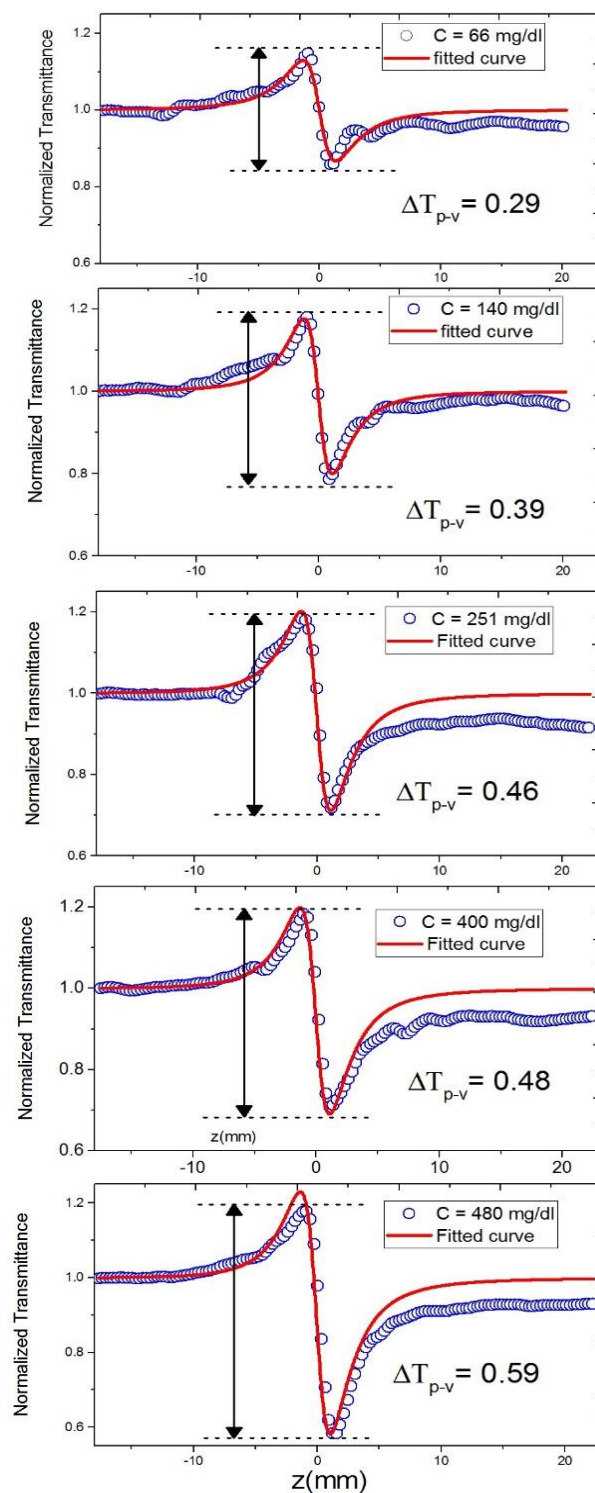 C = 66 mg/dl
fitted curve
Normalized Transmittance
1.2
1.0
0.8
0.6
ΔTp-v = 0.29
-10
0
10
20
C = 140 mg/dl
fitted curve
Normalized Transmittance
1.2
1.0
0.8
0.6
ΔTp-v = 0.39
-10
0
10
20
C = 251 mg/dl
Fitted curve
Normalized Transmittance
1.2
1.0
0.8
0.6
ΔTp-v = 0.46
-10
0
10
20
C = 400 mg/dl
Fitted curve
Normalized Transmittance
1.2
1.0
0.8
0.6
ΔTp-v = 0.48
z(mm)
-10
0
10
20
C = 480 mg/dl
Fitted curve
Normalized Transmittance
1.2
1.0
0.8
0.6
ΔTp-v = 0.59
-10
0
10
20
z(mm)